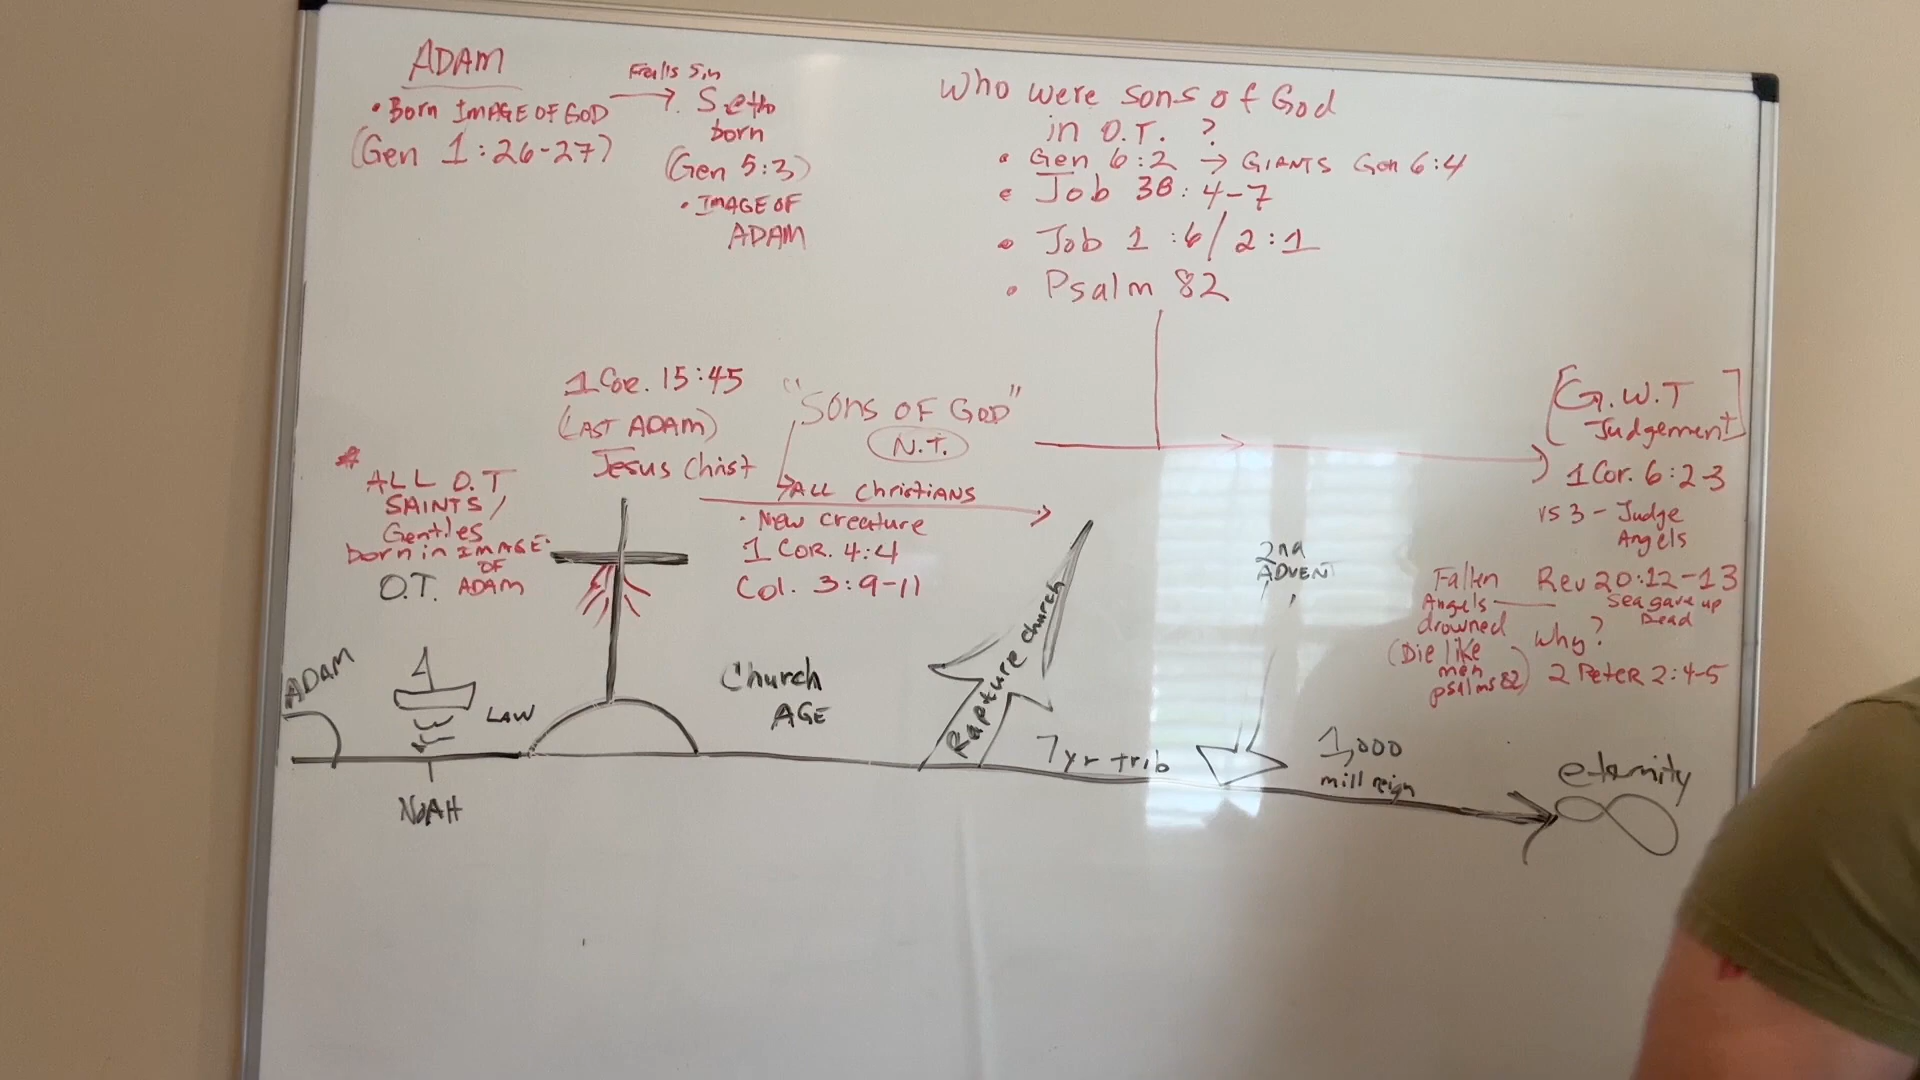 ADAM
• Born IMAGE OF GOD
(Gen 1:26-27)
Falls Sin
Seth
born
(Gen 5:3)
• IMAGE OF
ADAM
Who were sons of God
in O.T. ?
• Gen 6:2 → GIANTS Gen 6:4
• Job 38:4-7
• Job 1:6/2:1
• Psalm 82
* ALL O.T
SAINTS/
Gentiles
born in IMAGE
OF
ADAM
O.T.
1 Cor. 15:45
(LAST ADAM)
Jesus Christ
"Sons OF GOD"
N.T.
ALL Christians
• New creature
1 COR. 4:4
Col. 3:9-11
[G.W.T
Judgement]
1 Cor. 6:2-3
vs 3 - Judge
Angels
Rev 20:12-13
Sea gave up
Dead
Why?
2 Peter 2:4-5
Fallen
Angels
drowned
(Die like
men
psalms 82)
2nd
ADVENT
ADAM
LAW
NOAH
Church
AGE
Rapture church
7yr trib
1,000
mill reign
eternity